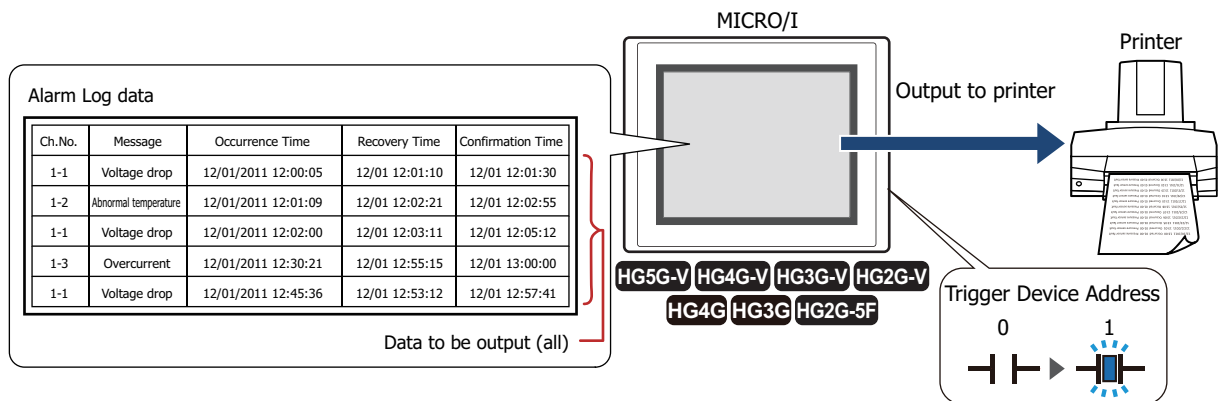 MICRO/I
Printer
Output to printer
Alarm Log data
Ch.No. Message Occurrence Time Recovery Time Confirmation Time
1-1 Voltage drop 12/01/2011 12:00:05 12/01 12:01:10 12/01 12:01:30
1-2 Abnormal temperature 12/01/2011 12:01:09 12/01 12:02:21 12/01 12:02:55
1-1 Voltage drop 12/01/2011 12:02:00 12/01 12:03:11 12/01 12:05:12
1-3 Overcurrent 12/01/2011 12:30:21 12/01 12:55:15 12/01 13:00:00
1-1 Voltage drop 12/01/2011 12:45:36 12/01 12:53:12 12/01 12:57:41
Data to be output (all)
HG5G-V HG4G-V HG3G-V HG2G-V
HG4G HG3G HG2G-5F
Trigger Device Address
0 1